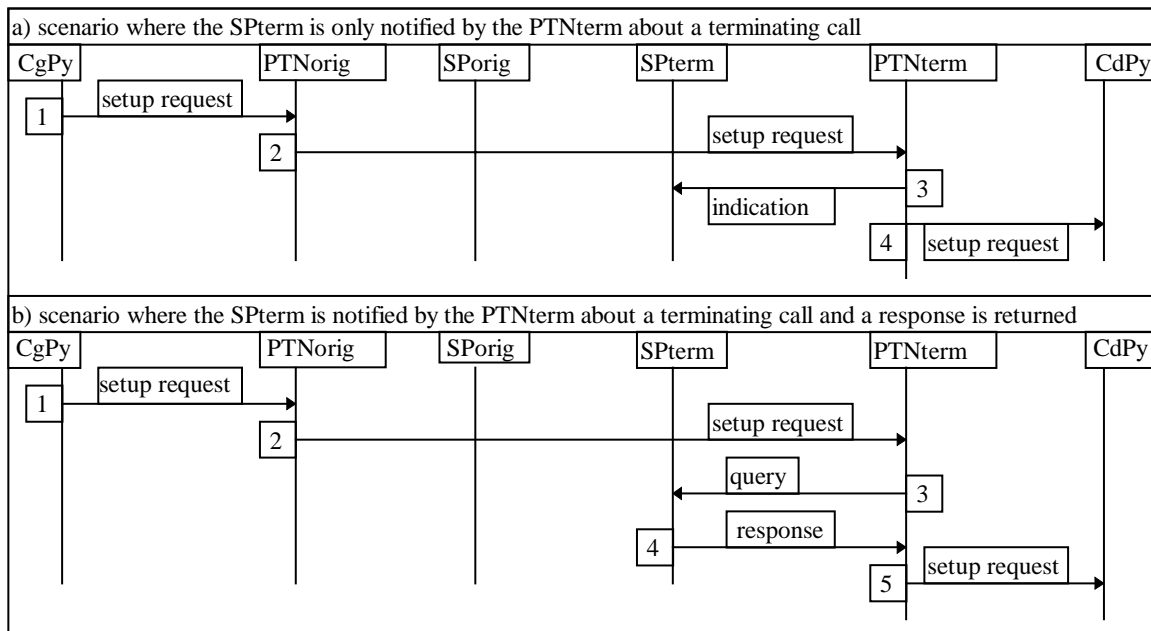 a) scenario where the SPterm is only notified by the PTNterm about a terminating call
CgPy PTNorig SPorig SPterm PTNterm CdPy
1 setup request
2 setup request
3
indication
4 setup request
b) scenario where the SPterm is notified by the PTNterm about a terminating call and a response is returned
CgPy PTNorig SPorig SPterm PTNterm CdPy
1 setup request
2 setup request
query 3
4 response
5 setup request